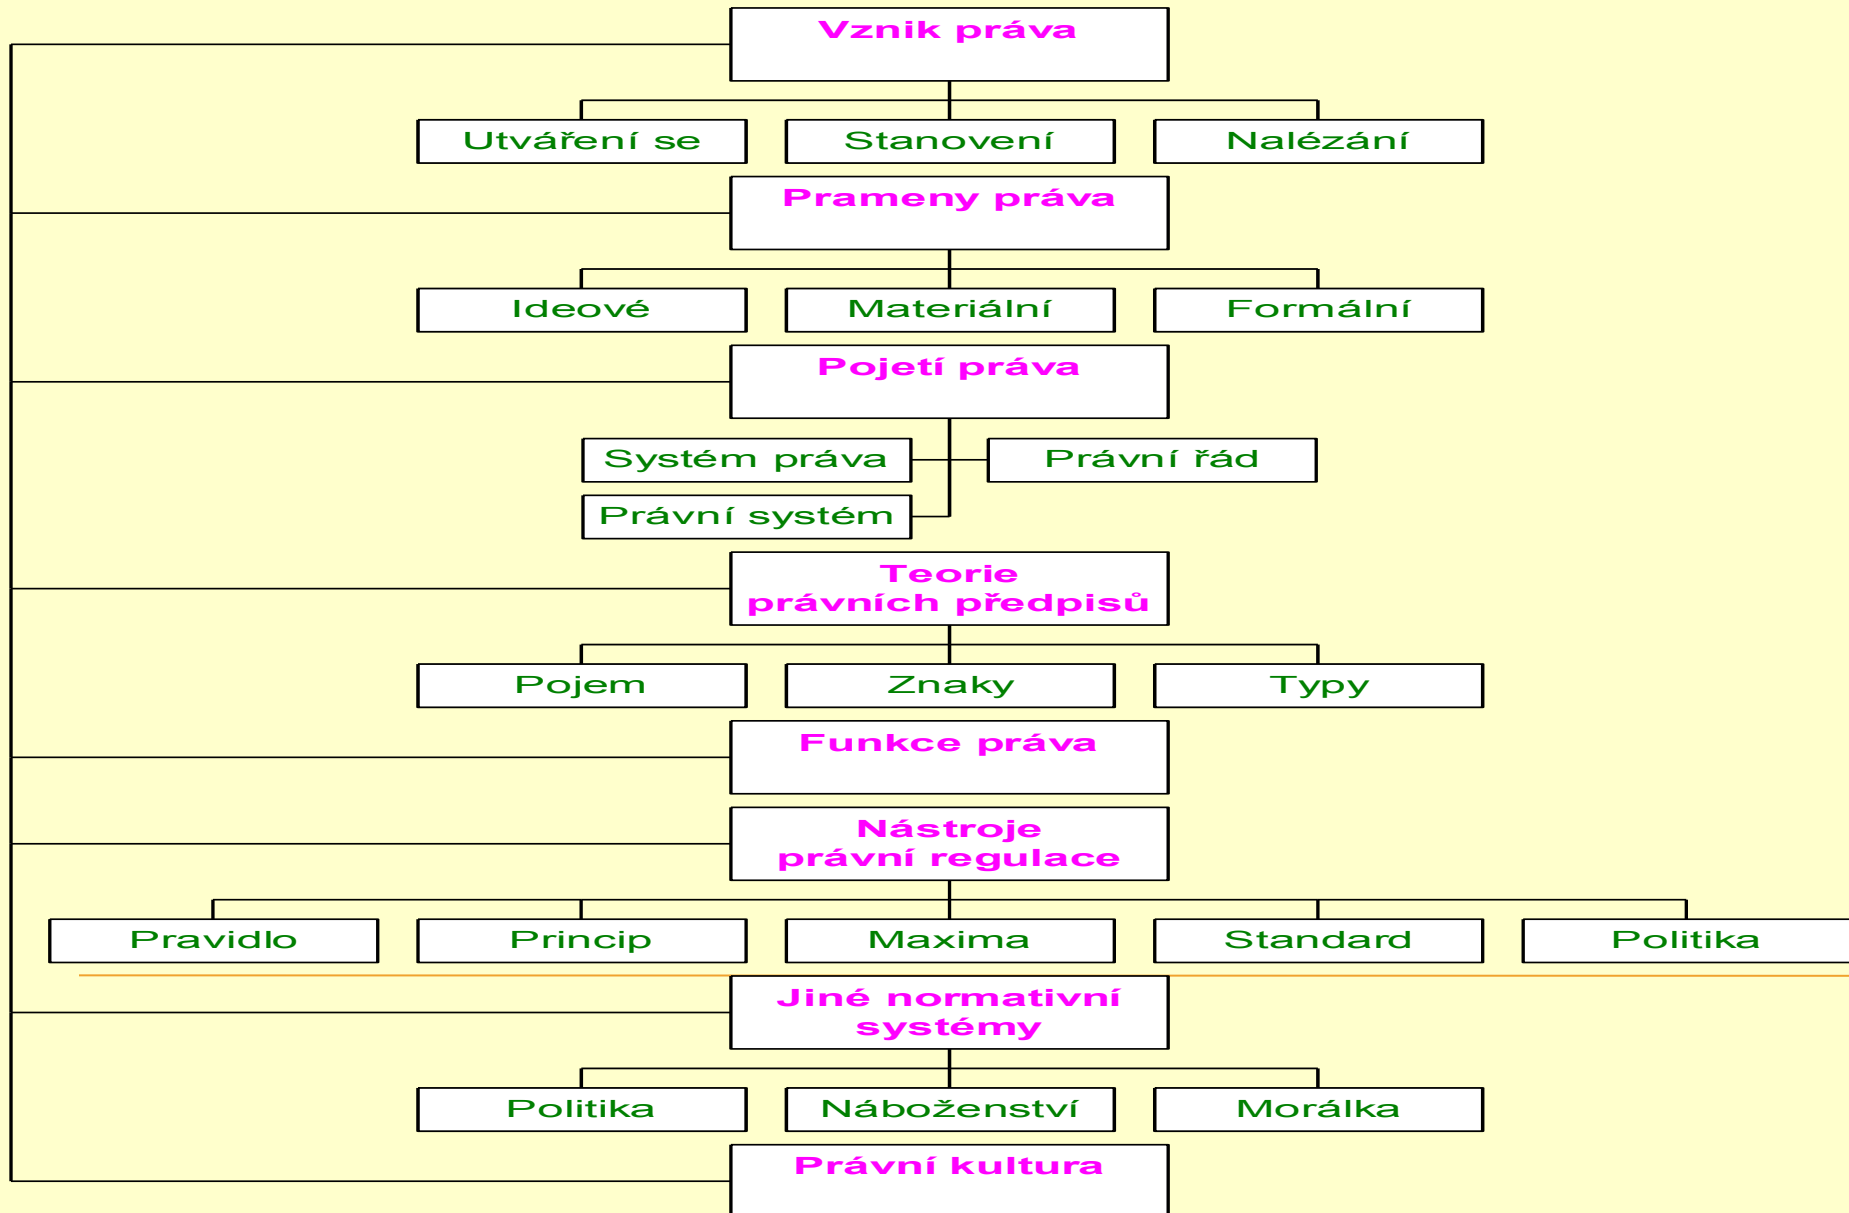 Vznik práva
Utváření se
Stanovení
Nalézání
Prameny práva
Ideové
Materiální
Formální
Pojetí práva
Systém práva
Právní řád
Právní systém
Teorie
právních předpisů
Pojem
Znaky
Typy
Funkce práva
Nástroje
právní regulace
Pravidlo
Princip
Maxima
Standard
Politika
Jiné normativní
systémy
Politika
Náboženství
Morálka
Právní kultura